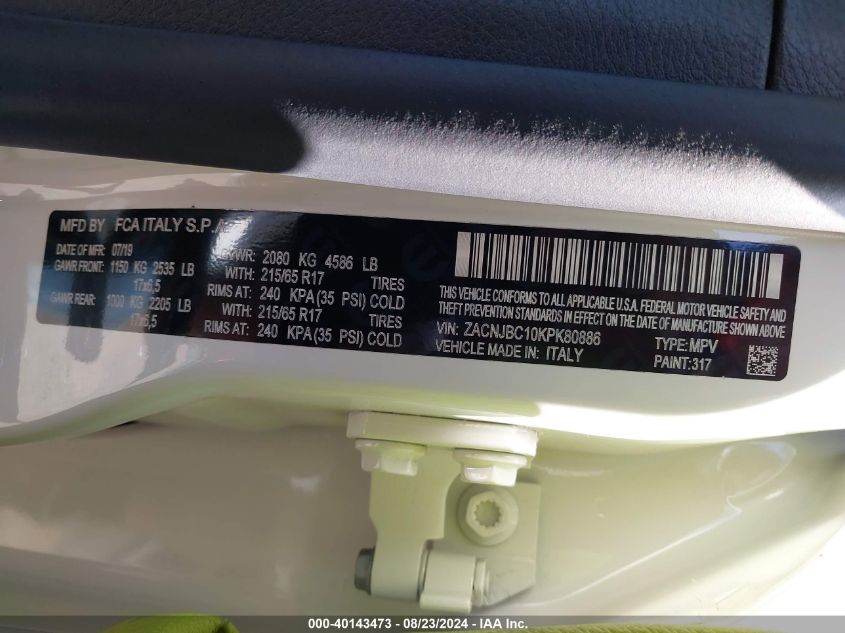 MFD BY FCA ITALY S.P.A
DATE OF MFR: 07/19 GVWR: 2080 KG 4586 LB
GAWR FRONT: 1150 KG 2535 LB WITH: 215/65 R17 TIRES
17x6,5 RIMS AT: 240 KPA(35 PSI) COLD
GAWR REAR: 1000 KG 2205 LB WITH: 215/65 R17 TIRES
17x6,5 RIMS AT: 240 KPA(35 PSI) COLD
THIS VEHICLE CONFORMS TO ALL APPLICABLE U.S.A. FEDERAL MOTOR VEHICLE SAFETY AND
THEFT PREVENTION STANDARDS IN EFFECT ON THE DATE OF MANUFACTURE SHOWN ABOVE
VIN: ZACNJBC10KPK80886 TYPE: MPV
VEHICLE MADE IN: ITALY PAINT:317
000-40143473 - 08/23/2024 - IAA Inc.